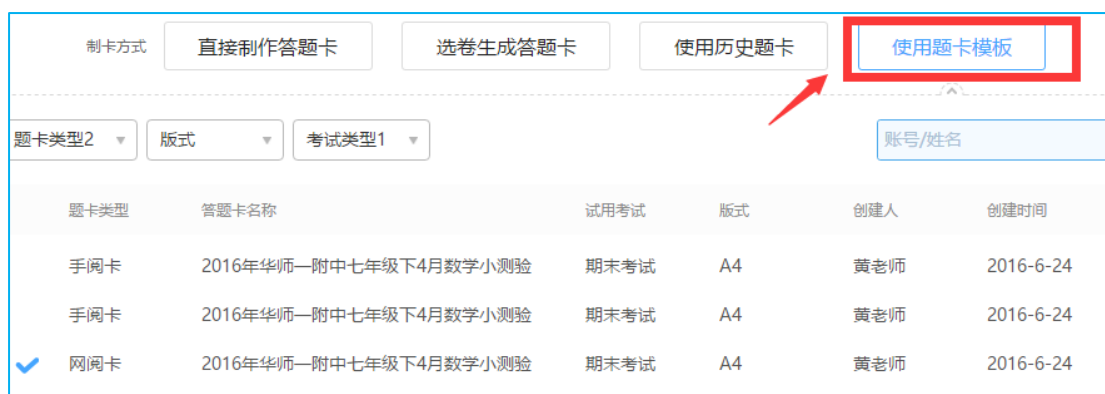 制卡方式 直接制作答题卡 选卷生成答题卡 使用历史题卡 使用题卡模板
题卡类型2 版式 考试类型1 账号/姓名
题卡类型 答题卡名称 试用考试 版式 创建人 创建时间
手阅卡 2016年华师一附中七年级下4月数学小测验 期末考试 A4 黄老师 2016-6-24
手阅卡 2016年华师一附中七年级下4月数学小测验 期末考试 A4 黄老师 2016-6-24
网阅卡 2016年华师一附中七年级下4月数学小测验 期末考试 A4 黄老师 2016-6-24